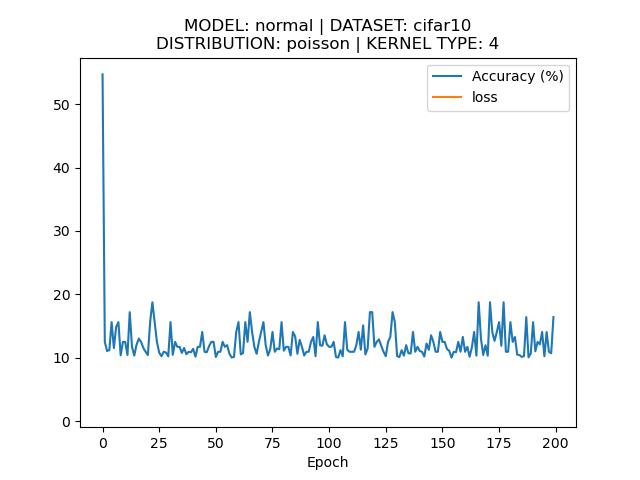 MODEL: normal | DATASET: cifar10
DISTRIBUTION: poisson | KERNEL TYPE: 4
Accuracy (%)
loss
50
40
30
20
10
0
0 25 50 75 100 125 150 175 200
Epoch